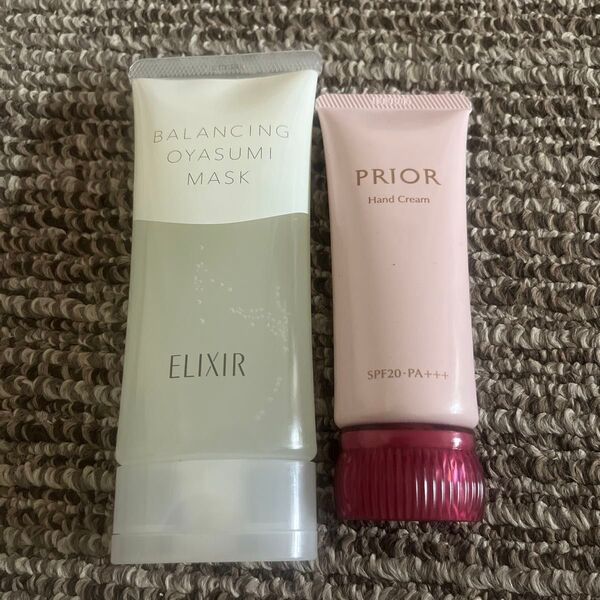 BALANCING
OYASUMI
MASK
ELIXIR
PRIOR
Hand Cream
SPF20・PA+++